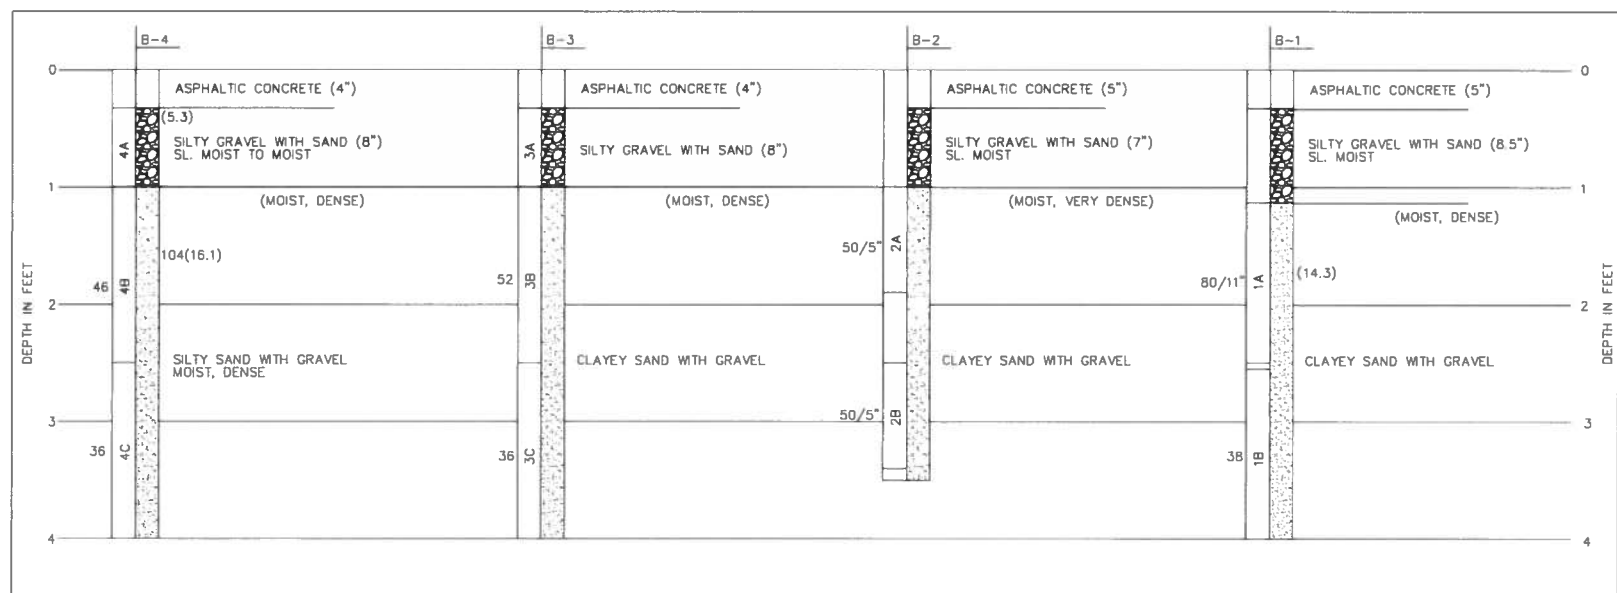 B-4
B-3
B-2
B-1
0
0
ASPHALTIC CONCRETE (4")
ASPHALTIC CONCRETE (4")
ASPHALTIC CONCRETE (5")
ASPHALTIC CONCRETE (5")
(5.3)
4A
SILTY GRAVEL WITH SAND (8")
SL. MOIST TO MOIST
3A
SILTY GRAVEL WITH SAND (8")
SILTY GRAVEL WITH SAND (7")
SL. MOIST
SILTY GRAVEL WITH SAND (8.5")
SL. MOIST
1
1
(MOIST, DENSE)
(MOIST, DENSE)
(MOIST, VERY DENSE)
(MOIST, DENSE)
46
4B
104(16.1)
52
3B
50/5"
2A
80/11"
1A
(14.3)
DEPTH IN FEET
DEPTH IN FEET
2
2
SILTY SAND WITH GRAVEL
MOIST, DENSE
CLAYEY SAND WITH GRAVEL
CLAYEY SAND WITH GRAVEL
CLAYEY SAND WITH GRAVEL
50/5"
2B
3
3
36
4C
36
3C
38
1B
4
4